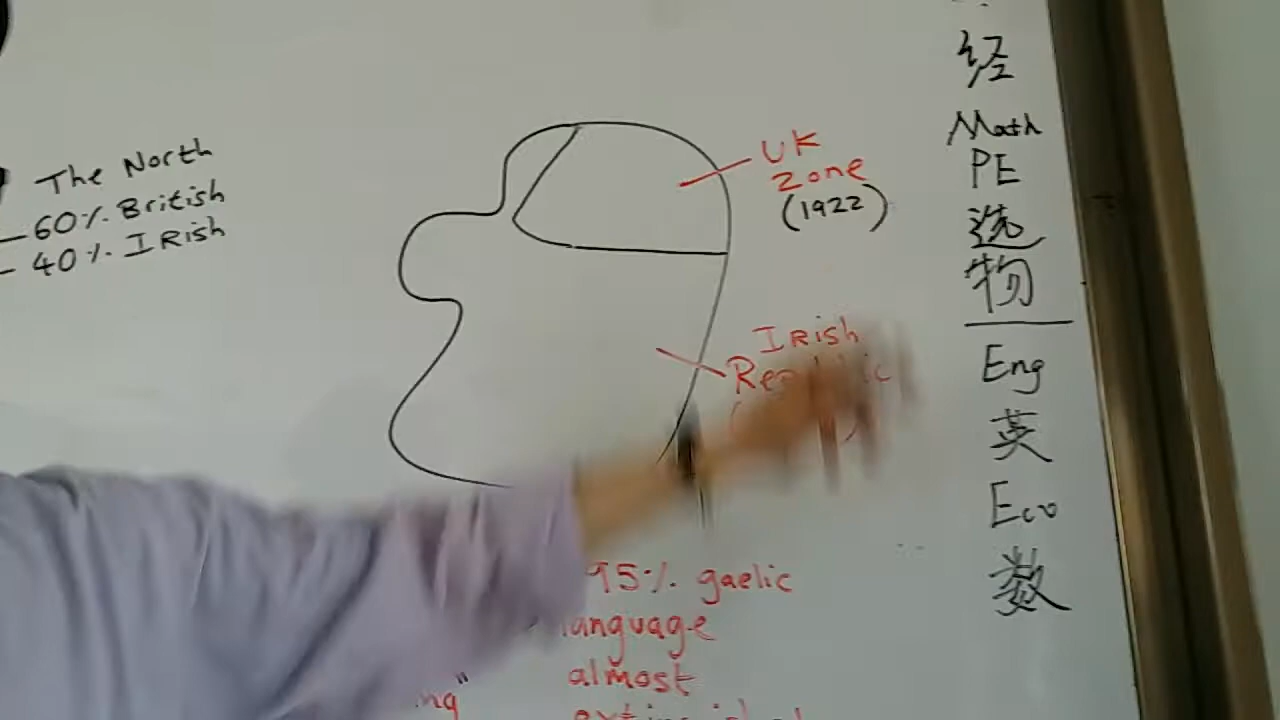 The North
60% British
40% IRish
UK
Zone
(1922)
IRish
95% gaelic
language
almost
经
Math
PE
选
物
Eng
英
Eco
数